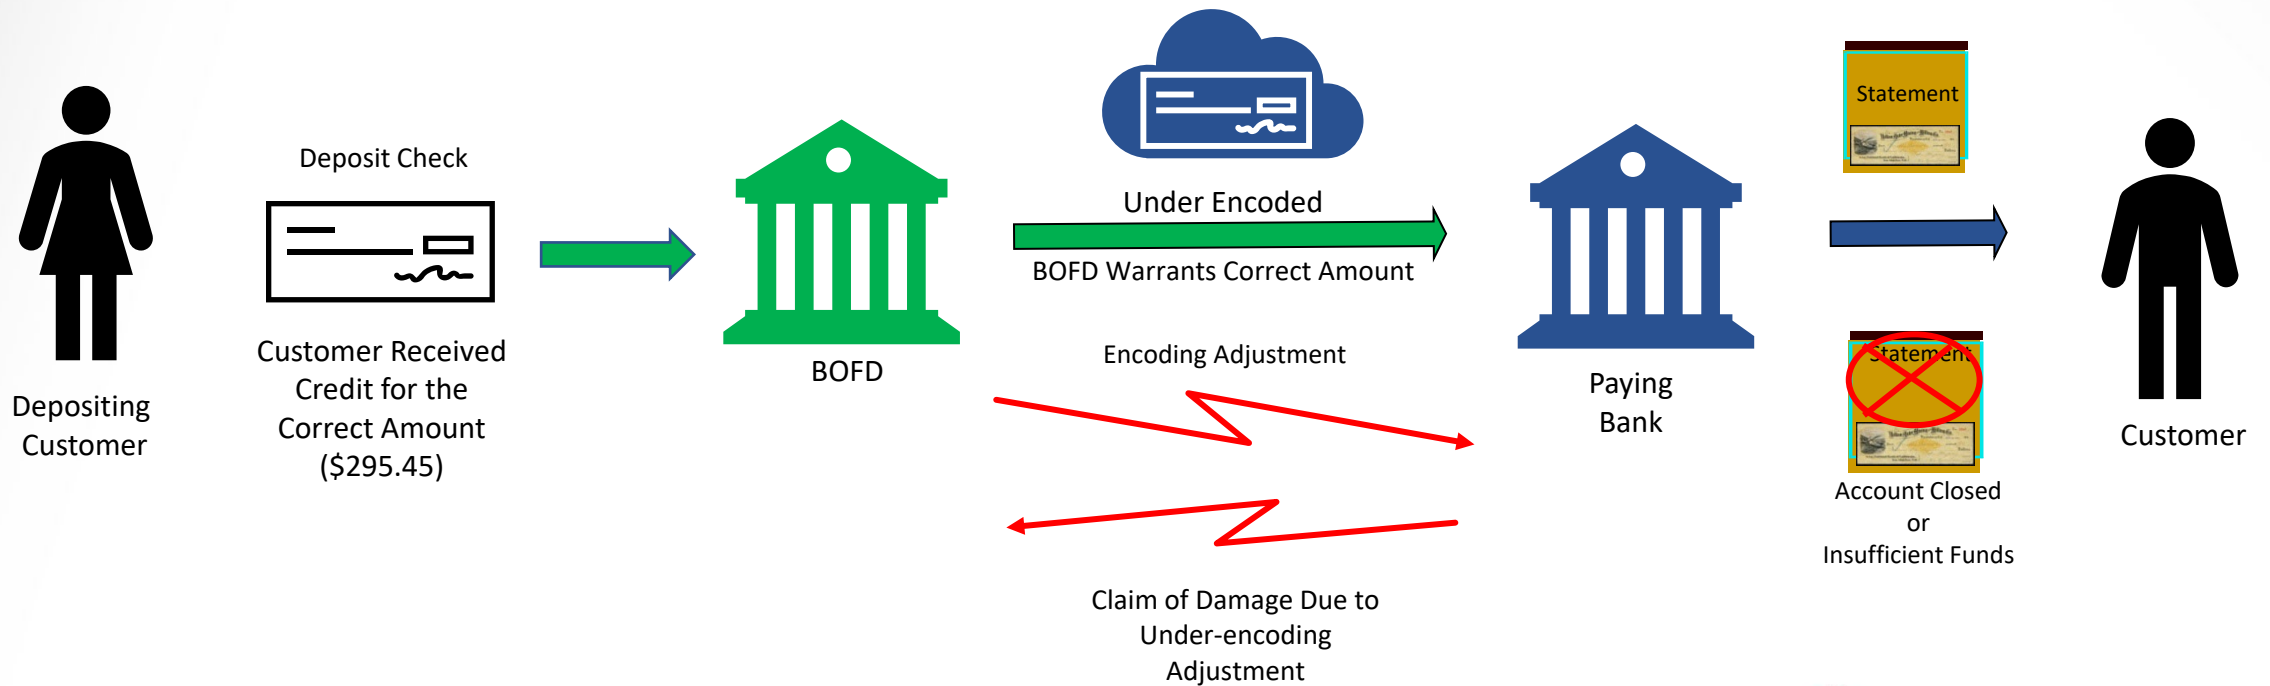 Depositing
Customer
Deposit Check
Customer Received
Credit for the
Correct Amount
($295.45)
BOFD
Under Encoded
BOFD Warrants Correct Amount
Encoding Adjustment
Claim of Damage Due to
Under-encoding
Adjustment
Paying
Bank
Statement
Statement
Account Closed
or
Insufficient Funds
Customer